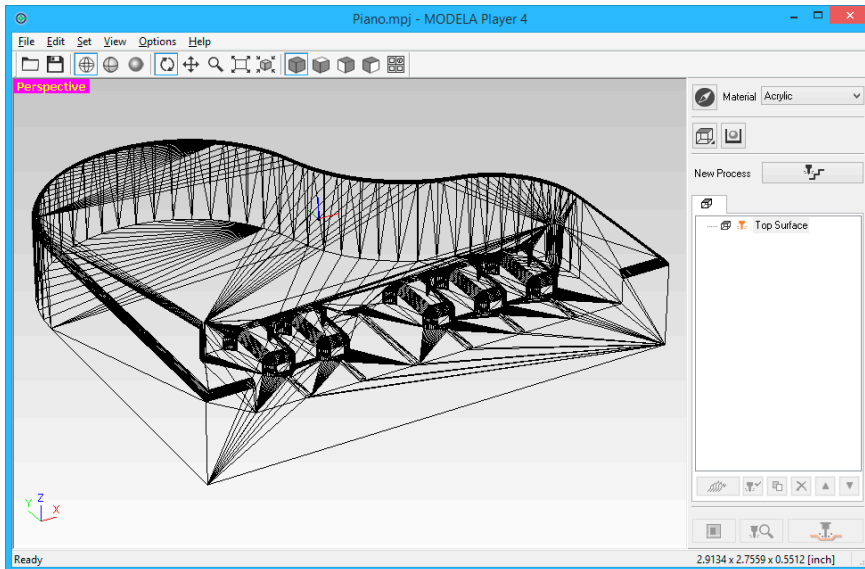 Piano.mpj - MODELA Player 4
File Edit Set View Options Help
Perspective
Material Acrylic
New Process
Top Surface
Z
Y
X
Ready
2.9134 x 2.7559 x 0.5512 [inch]